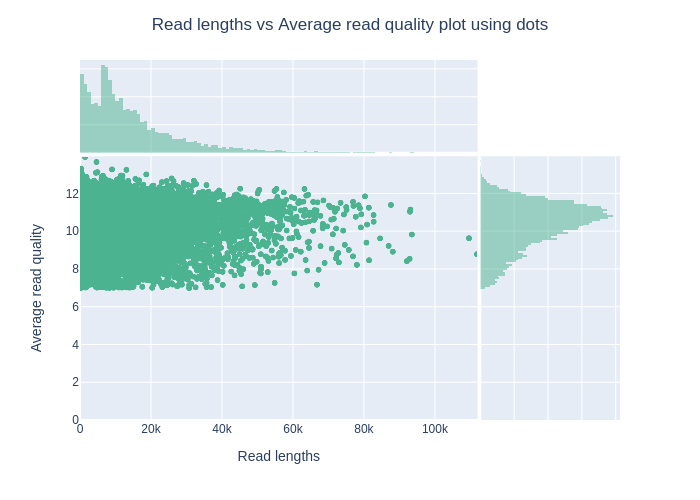 Read lengths vs Average read quality plot using dots
12
10
8
6
4
2
0
Average read quality
0 20k 40k 60k 80k 100k
Read lengths